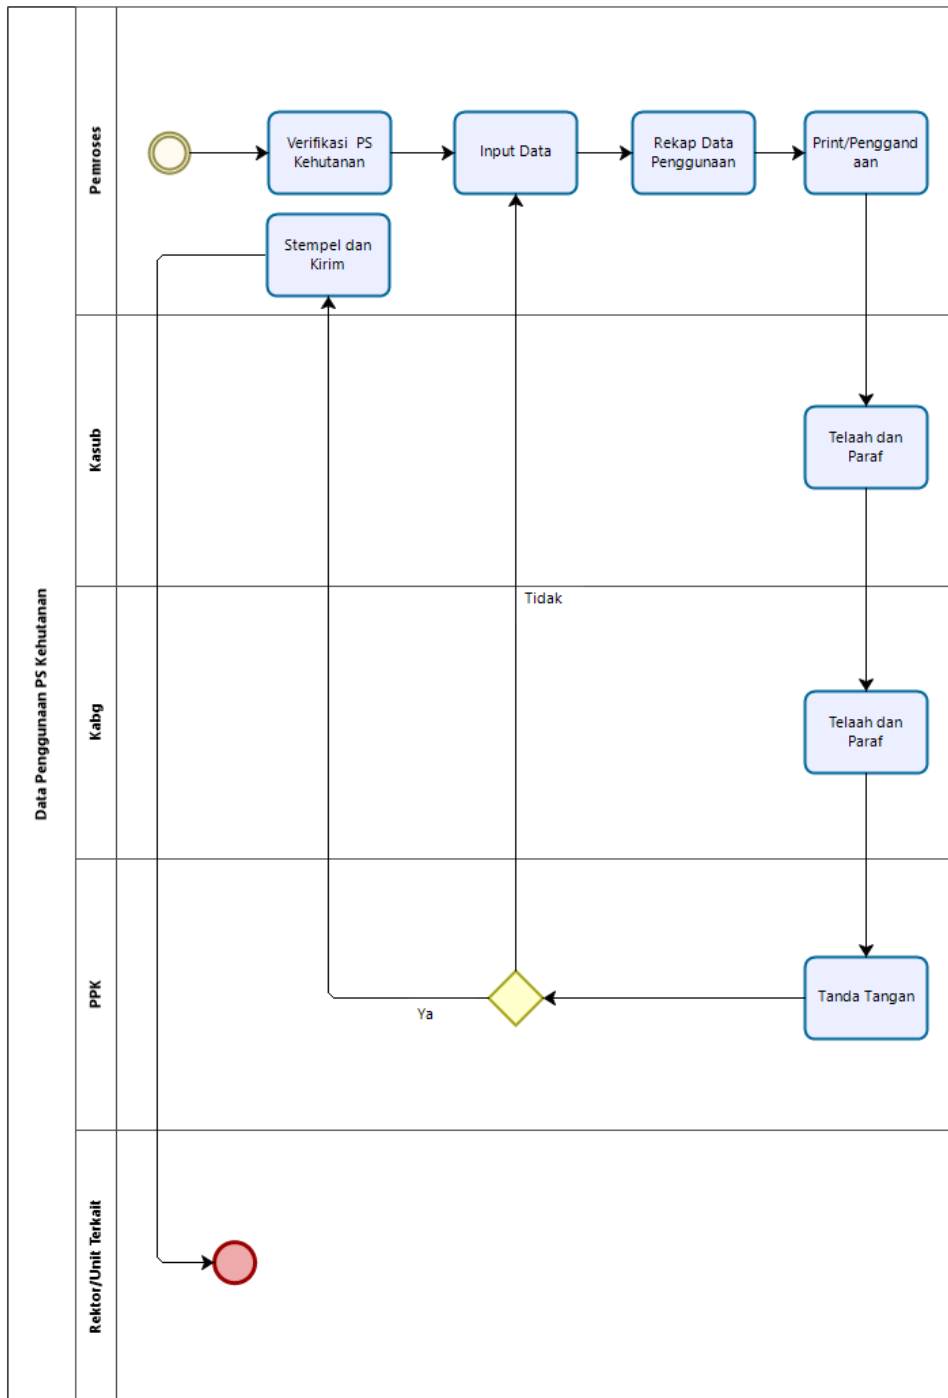 Data Penggunaan PS Kehutanan
Pemroses
Verifikasi PS
Kehutanan
Input Data
Rekap Data
Penggunaan
Print/Penggand
aan
Stempel dan
Kirim
Kasub
Telaah dan
Paraf
Kabg
Tidak
Telaah dan
Paraf
PPK
Ya
Tanda Tangan
Rektor/Unit Terkait